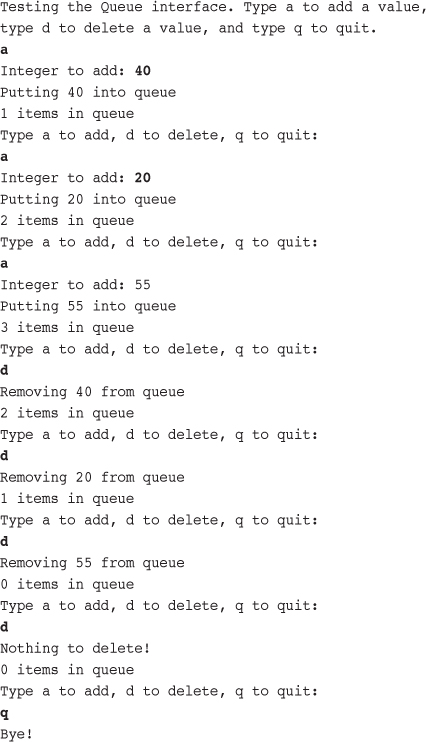 Testing the Queue interface. Type a to add a value,
type d to delete a value, and type q to quit.
a
Integer to add: 40
Putting 40 into queue
1 items in queue
Type a to add, d to delete, q to quit:
a
Integer to add: 20
Putting 20 into queue
2 items in queue
Type a to add, d to delete, q to quit:
a
Integer to add: 55
Putting 55 into queue
3 items in queue
Type a to add, d to delete, q to quit:
d
Removing 40 from queue
2 items in queue
Type a to add, d to delete, q to quit:
d
Removing 20 from queue
1 items in queue
Type a to add, d to delete, q to quit:
d
Removing 55 from queue
0 items in queue
Type a to add, d to delete, q to quit:
d
Nothing to delete!
0 items in queue
Type a to add, d to delete, q to quit:
q
Bye!